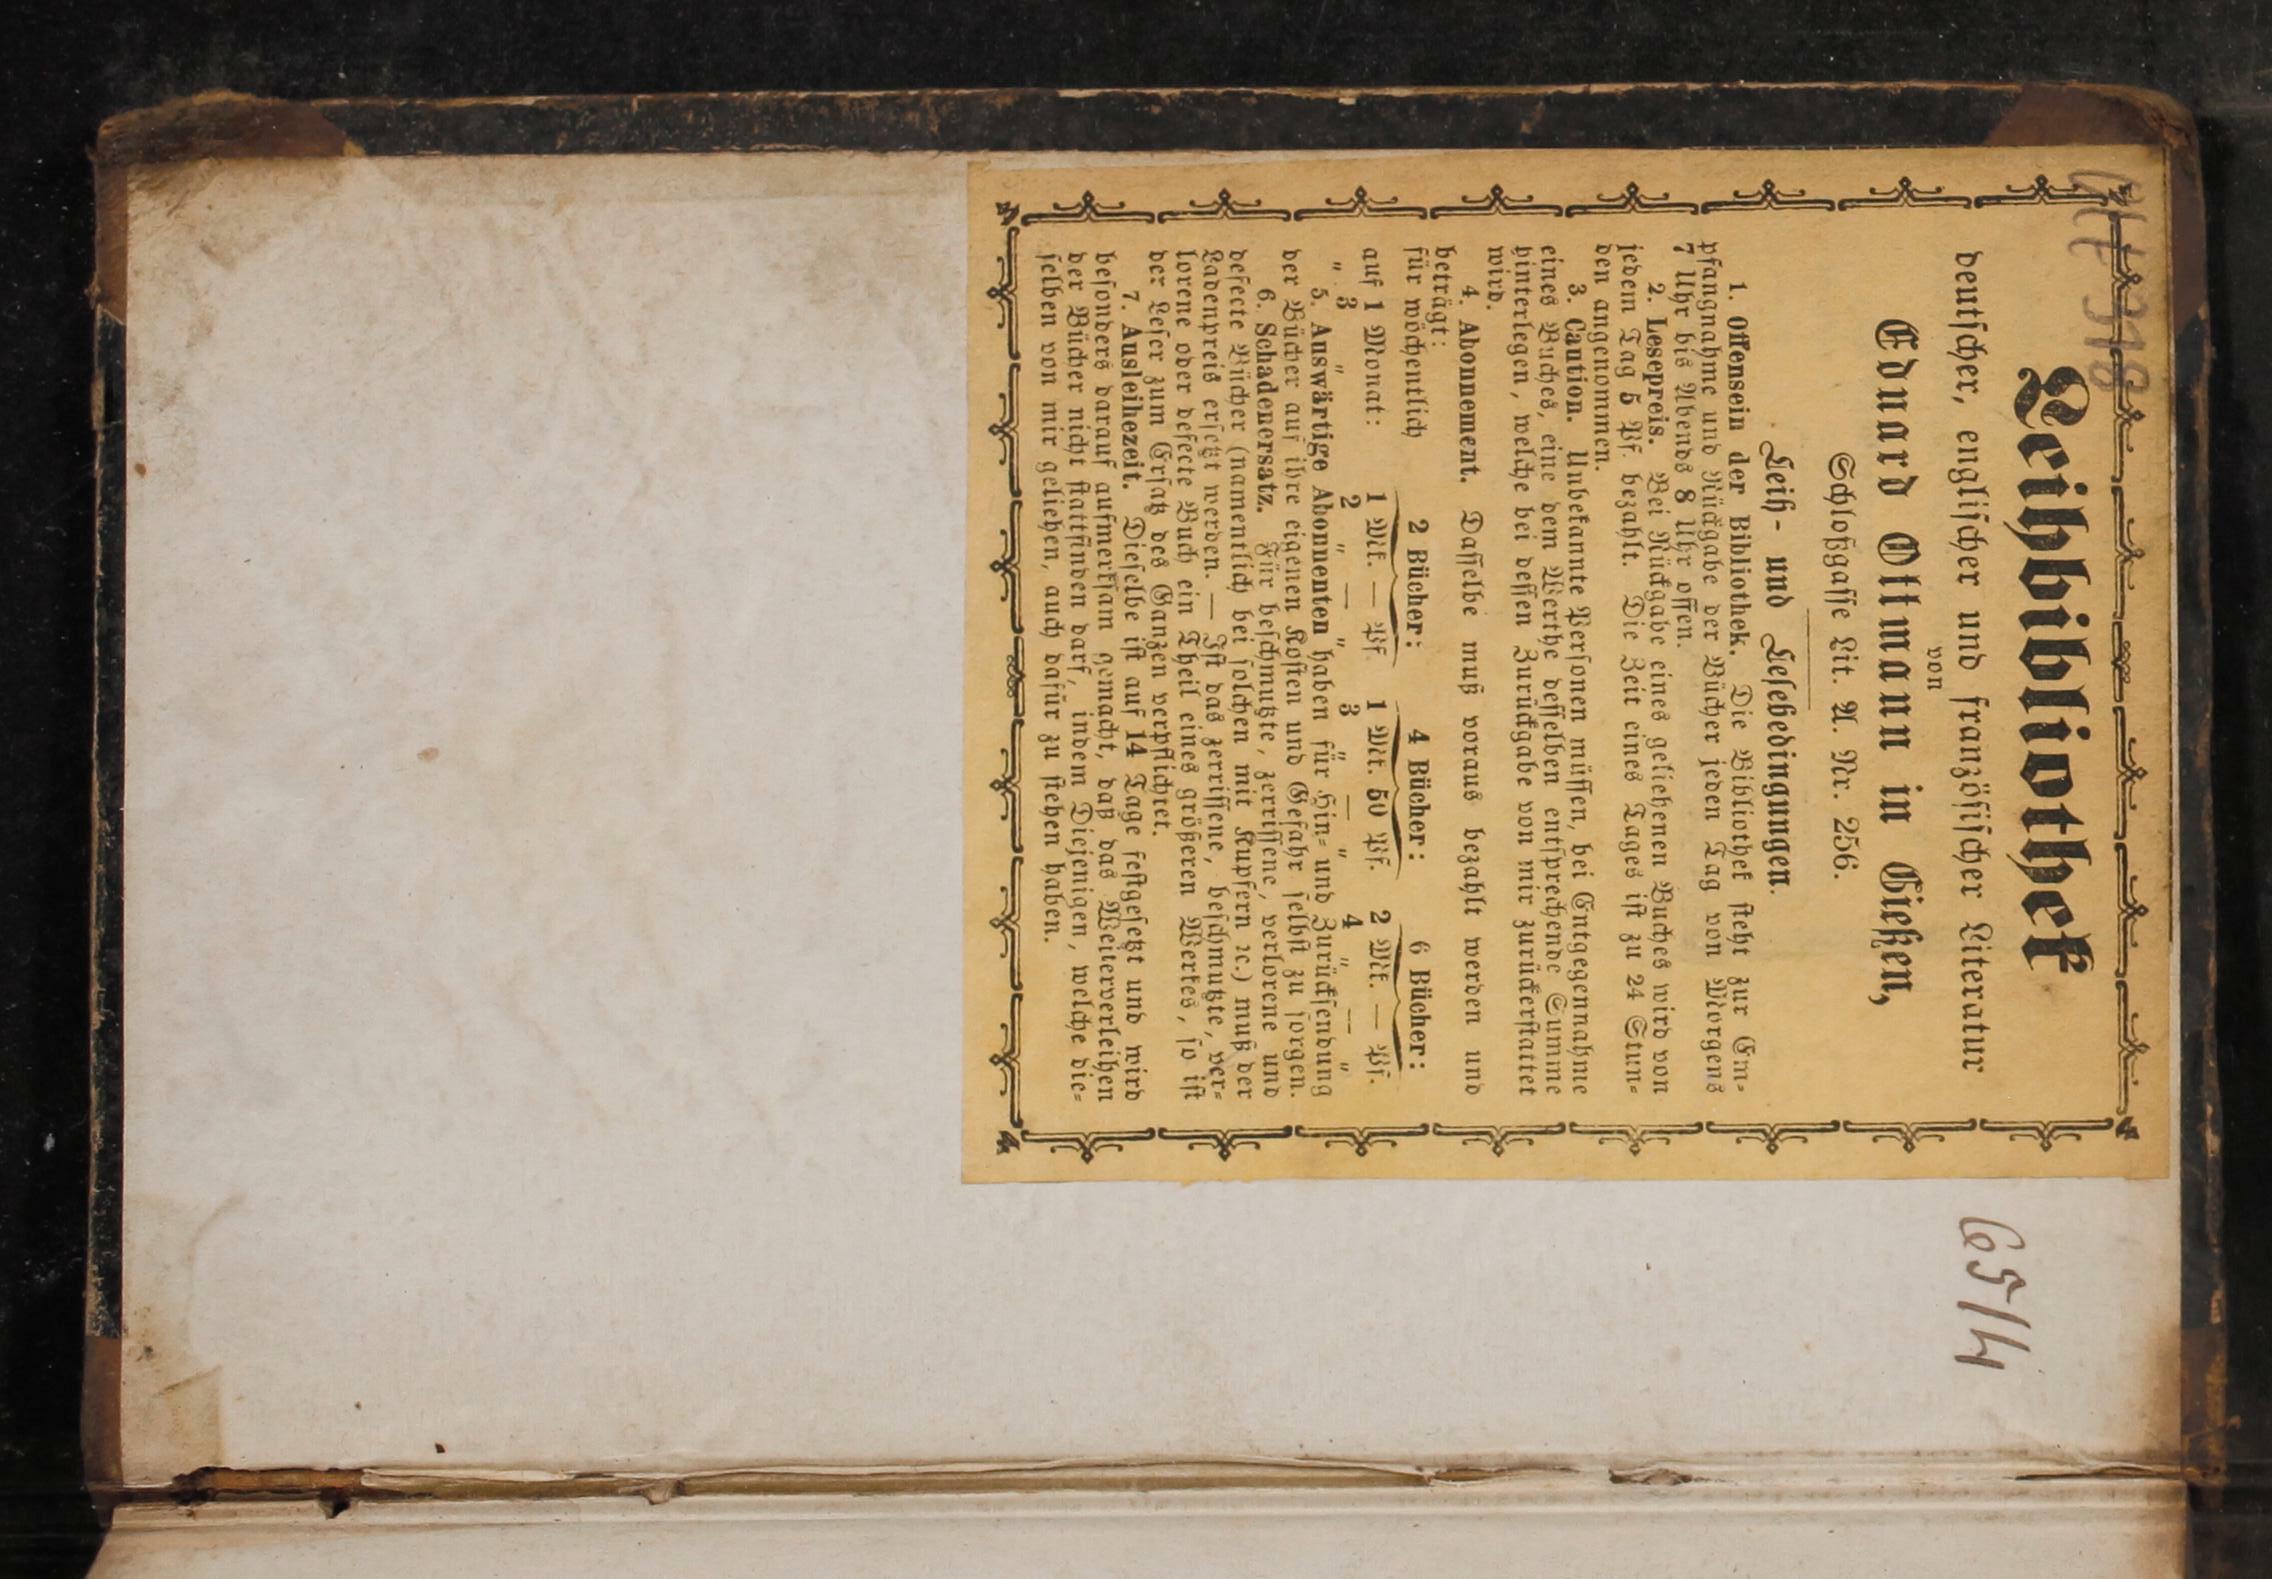 Leihbibliothek
deutscher, englischer und französischer Literatur
von
Eduard Ottmann in Gießen,
Schloßgasse Lit. A. Nr. 256.
Leih- und Lesebedingungen.
1. Offensein der Bibliothek. Die Bibliothek steht zur Em-
pfangnahme und Rückgabe der Bücher jeden Tag von Morgens
7 Uhr bis Abends 8 Uhr offen.
2. Lesepreis. Bei Rückgabe eines geliehenen Buches wird von
jedem Tag 5 Pf. bezahlt. Die Zeit eines Tages ist zu 24 Stun-
den angenommen.
3. Caution. Unbekannte Personen müssen, bei Entgegennahme
eines Buches, eine dem Werthe desselben entsprechende Summe
hinterlegen, welche bei dessen Zurückgabe von mir zurückerstattet
wird.
4. Abonnement. Dasselbe muß voraus bezahlt werden und
beträgt:
für wöchentlich 2 Bücher: 4 Bücher: 6 Bücher:
auf 1 Monat: 1 Mk. — Pf. 1 Mk. 50 Pf. 2 Mk. — Pf.
" 3 " 2 " — " 3 " — " 4 " — "
5. Auswärtige Abonnenten haben für Hin- und Zurücksendung
der Bücher auf ihre eigenen Kosten und Gefahr selbst zu sorgen.
6. Schadenersatz. Für beschmutzte, zerrissene, verlorene und
defecte Bücher (namentlich bei solchen mit Kupfern ꝛc.) muß der
Ladenpreis ersetzt werden. — Ist das zerrissene, beschmutzte, ver-
lorene oder defecte Buch ein Theil eines größeren Werkes, so ist
der Leser zum Ersatz des Ganzen verpflichtet.
7. Ausleihezeit. Dieselbe ist auf 14 Tage festgesetzt und wird
besonders darauf aufmerksam gemacht, daß das Weiterverleihen
der Bücher nicht stattfinden darf, indem Diejenigen, welche die-
selben von mir geliehen, auch dafür zu stehen haben.
65/4